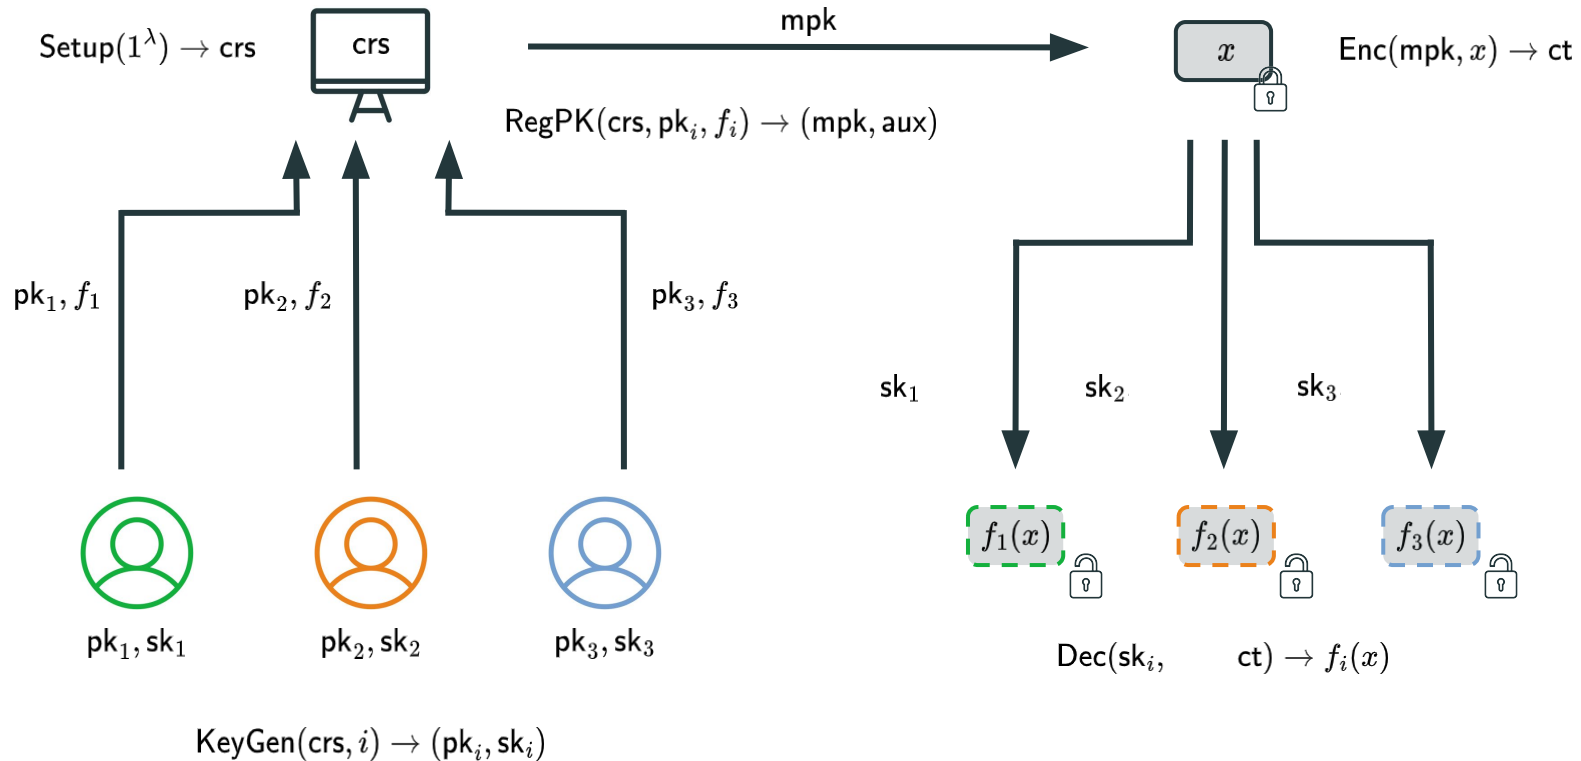 Setup(1^λ) → crs
crs
mpk
x
Enc(mpk, x) → ct
RegPK(crs, pk_i, f_i) → (mpk, aux)
pk_1, f_1
pk_2, f_2
pk_3, f_3
sk_1
sk_2
sk_3
f_1(x)
f_2(x)
f_3(x)
pk_1, sk_1
pk_2, sk_2
pk_3, sk_3
Dec(sk_i, ct) → f_i(x)
KeyGen(crs, i) → (pk_i, sk_i)